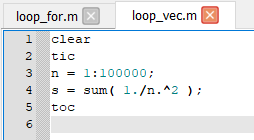 loop_for.m loop_vec.m
1 clear
2 tic
3 n = 1:100000;
4 s = sum( 1./n.^2 );
5 toc
6